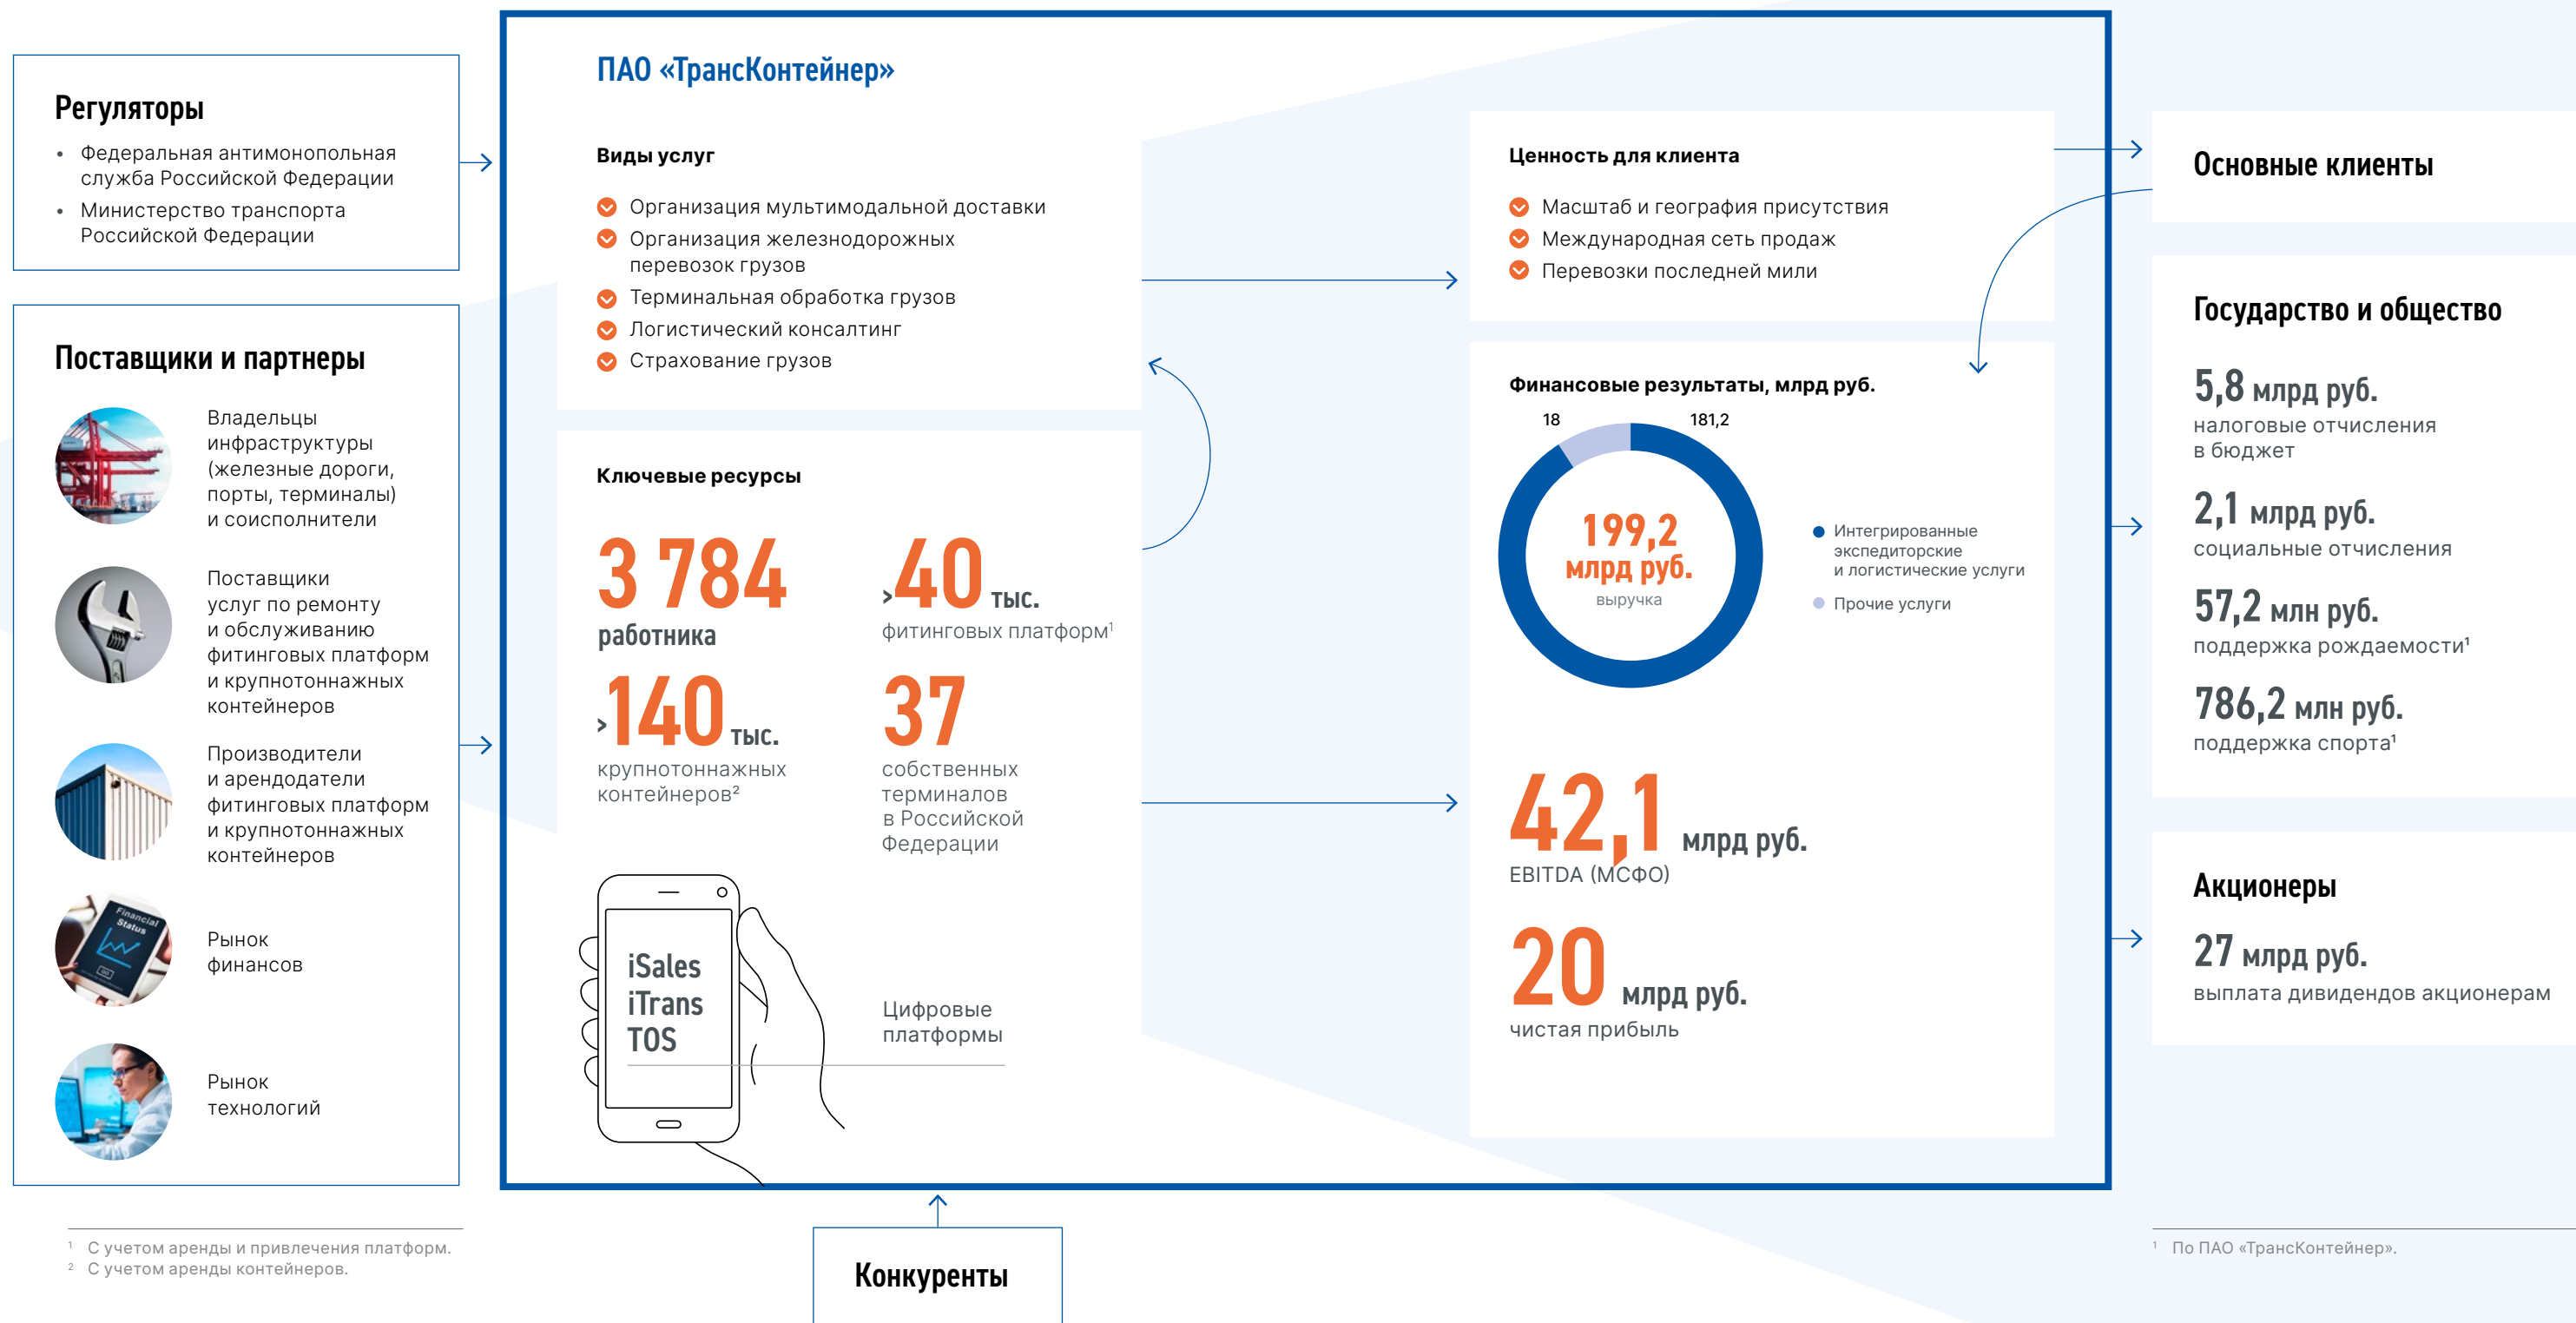 Регуляторы
• Федеральная антимонопольная
служба Российской Федерации
• Министерство транспорта
Российской Федерации
Поставщики и партнеры
Владельцы
инфраструктуры
(железные дороги,
порты, терминалы)
и соисполнители
Поставщики
услуг по ремонту
и обслуживанию
фитинговых платформ
и крупнотоннажных
контейнеров
Производители
и арендодатели
фитинговых платформ
и крупнотоннажных
контейнеров
Financial
Status
Рынок
финансов
Рынок
технологий
¹ С учетом аренды и привлечения платформ.
² С учетом аренды контейнеров.
ПАО «ТрансКонтейнер»
Виды услуг
Организация мультимодальной доставки
Организация железнодорожных
перевозок грузов
Терминальная обработка грузов
Логистический консалтинг
Страхование грузов
Ключевые ресурсы
3 784
работника
>40 тыс.
фитинговых платформ¹
>140 тыс.
крупнотоннажных
контейнеров²
37
собственных
терминалов
в Российской
Федерации
iSales
iTrans
TOS
Цифровые
платформы
Ценность для клиента
Масштаб и география присутствия
Международная сеть продаж
Перевозки последней мили
Финансовые результаты, млрд руб.
18
181,2
199,2
млрд руб.
выручка
Интегрированные
экспедиторские
и логистические услуги
Прочие услуги
42,1 млрд руб.
EBITDA (МСФО)
20 млрд руб.
чистая прибыль
Конкуренты
Основные клиенты
Государство и общество
5,8 млрд руб.
налоговые отчисления
в бюджет
2,1 млрд руб.
социальные отчисления
57,2 млн руб.
поддержка рождаемости¹
786,2 млн руб.
поддержка спорта¹
Акционеры
27 млрд руб.
выплата дивидендов акционерам
¹ По ПАО «ТрансКонтейнер».